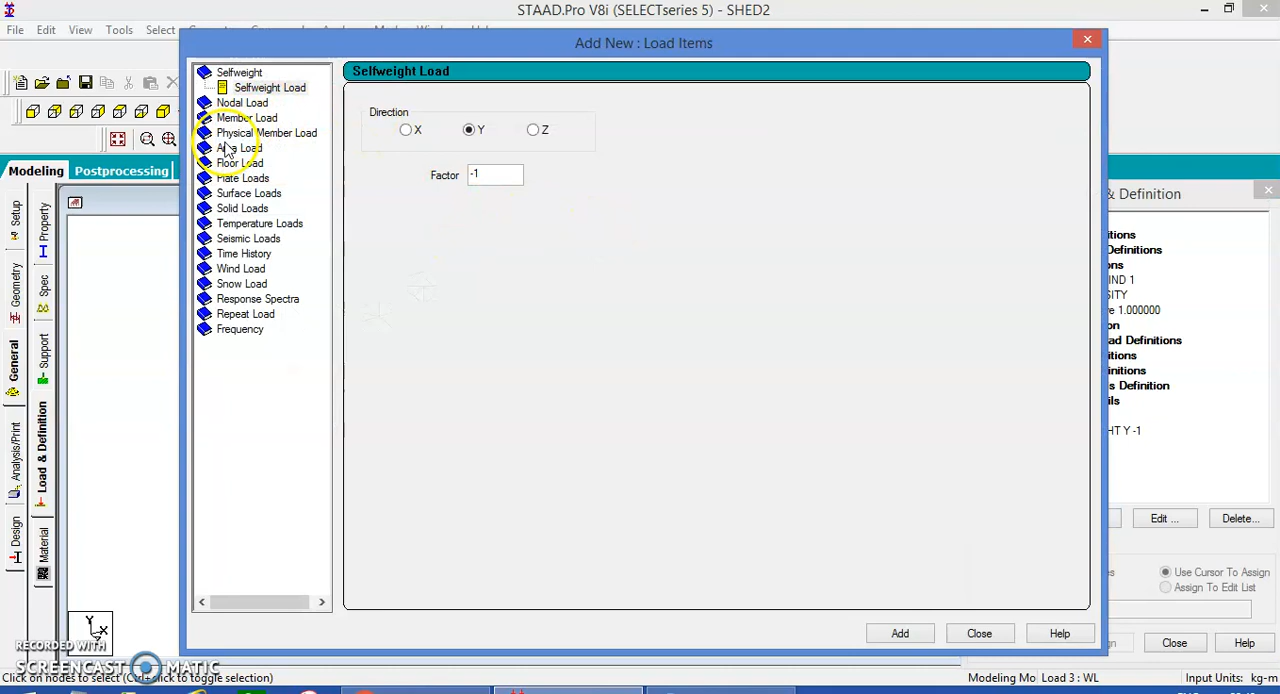 STAAD.Pro V8i (SELECTseries 5) - SHED2
File Edit View Tools Select
Add New : Load Items
Selfweight
Selfweight Load
Nodal Load
Member Load
Physical Member Load
Area Load
Floor Load
Plate Loads
Surface Loads
Solid Loads
Temperature Loads
Seismic Loads
Time History
Wind Load
Snow Load
Response Spectra
Repeat Load
Frequency
Selfweight Load
Direction
X Y Z
Factor -1
Add Close Help
Modeling Postprocessing
Setup
Geometry
General
Analysis/Print
Design
Property
Spec
Support
Load & Definition
Material
& Definition
itions
Definitions
ons
IND 1
SITY
e 1.000000
on
ad Definitions
itions
initions
s Definition
ils
HT Y -1
Edit ... Delete...
es
Use Cursor To Assign
Assign To Edit List
gn Close Help
Y
X
RECORDED WITH
SCREENCAST MATIC
Click on nodes to select (Ctrl+click to toggle selection)
Modeling Mo Load 3 : WL Input Units: kg-m